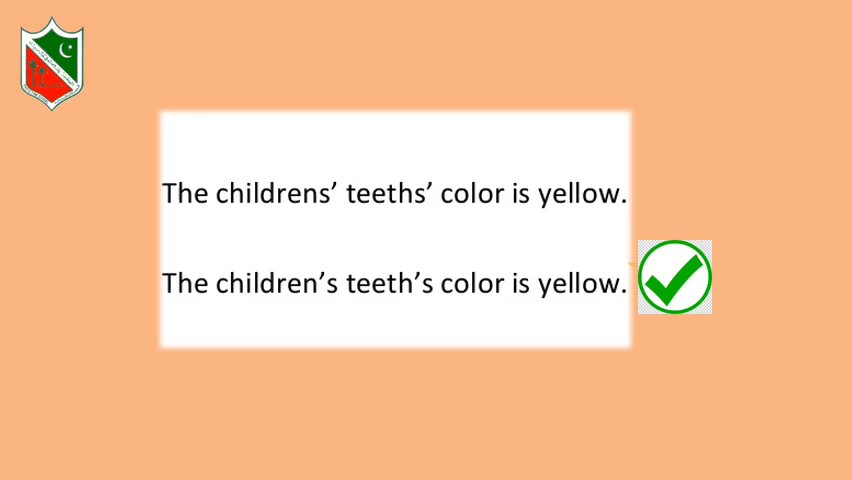 The childrens’ teeths’ color is yellow.
The children’s teeth’s color is yellow.